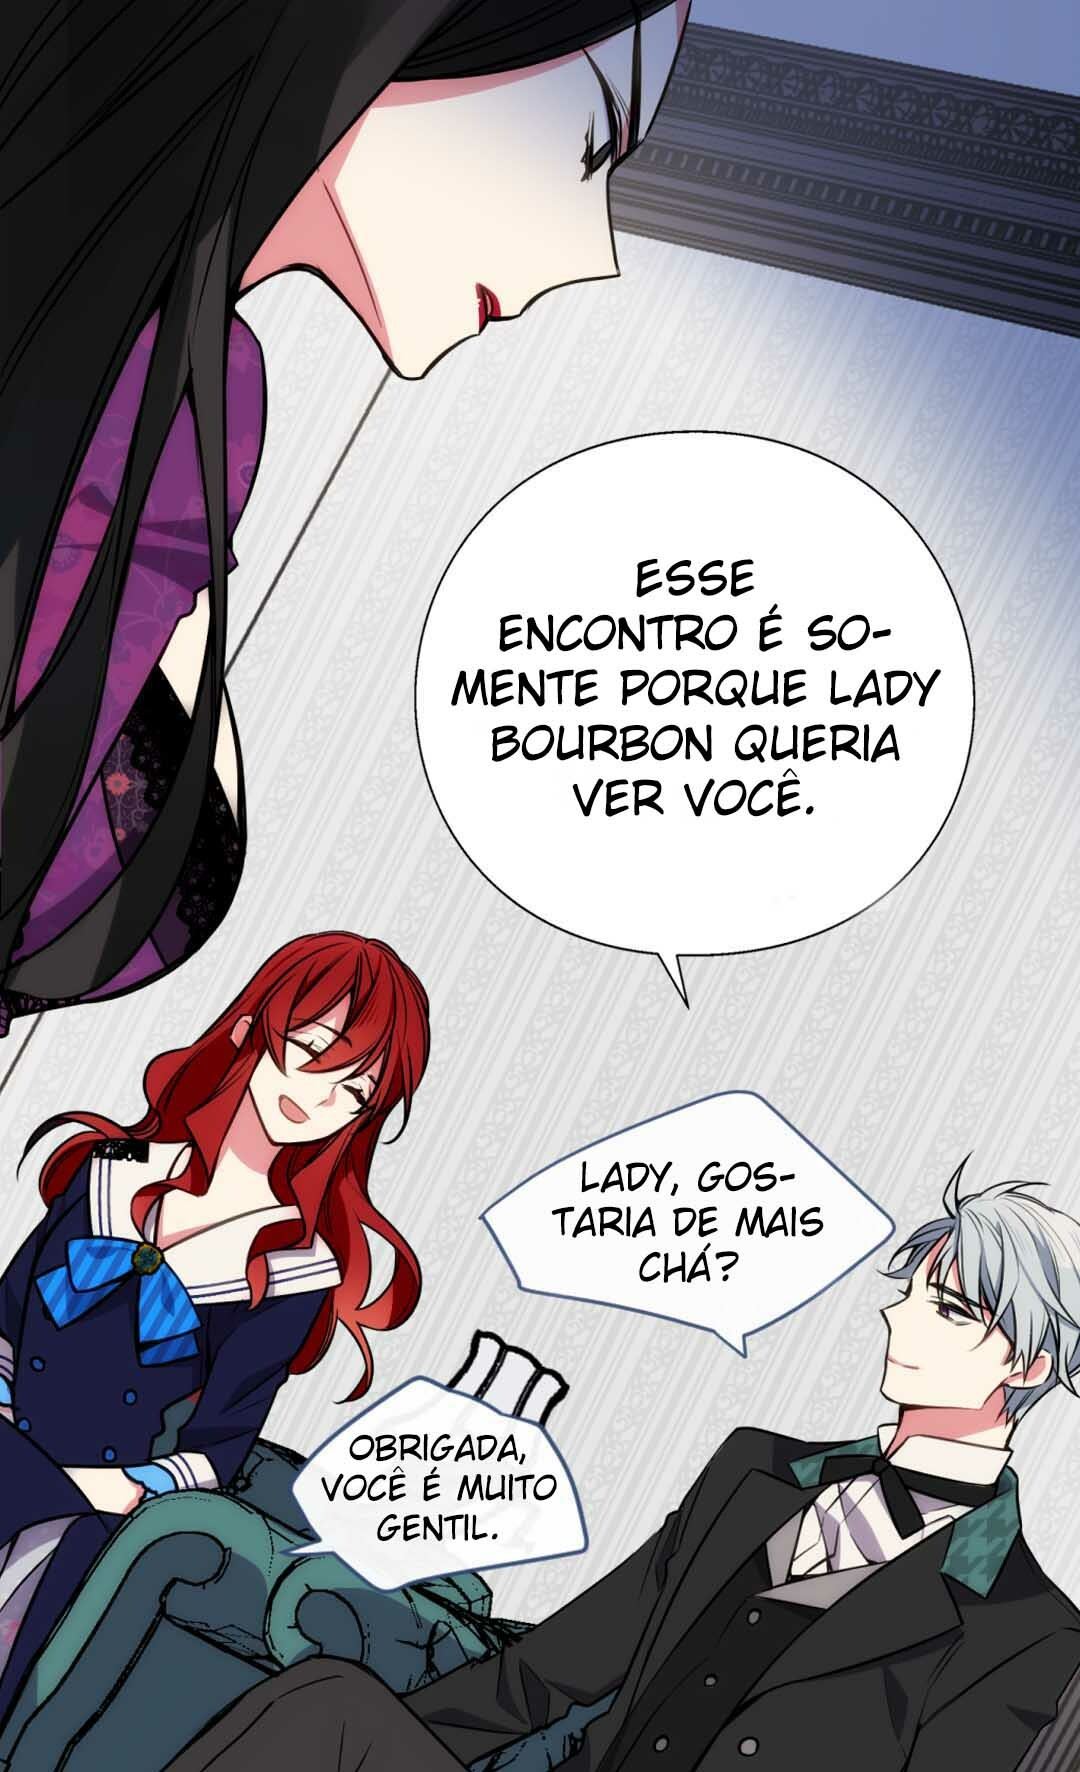 ESSE
ENCONTRO É SO-
MENTE PORQUE LADY
BOURBON QUERIA
VER VOCÊ.
LADY, GOS-
TARIA DE MAIS
CHÁ?
OBRIGADA,
VOCÊ É MUITO
GENTIL.